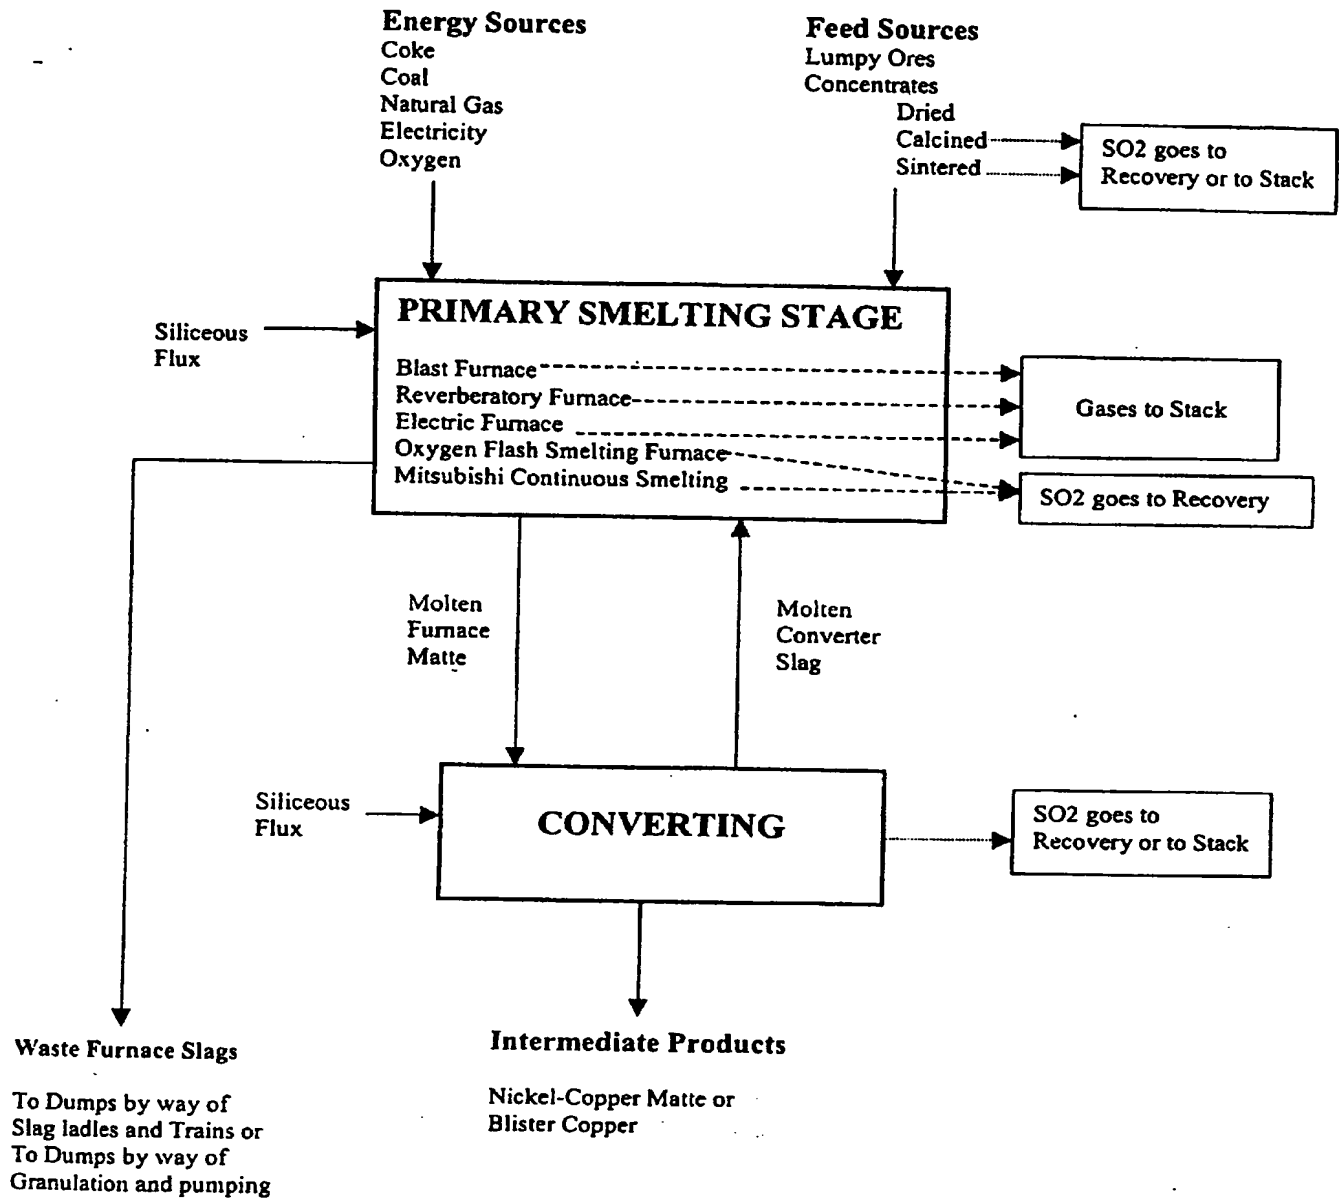 Energy Sources
Coke
Coal
Natural Gas
Electricity
Oxygen
Feed Sources
Lumpy Ores
Concentrates
Dried
Calcined
Sintered
SO2 goes to
Recovery or to Stack
Siliceous
Flux
PRIMARY SMELTING STAGE
Blast Furnace
Reverberatory Furnace
Electric Furnace
Oxygen Flash Smelting Furnace
Mitsubishi Continuous Smelting
Gases to Stack
SO2 goes to Recovery
Molten
Furnace
Matte
Molten
Converter
Slag
Siliceous
Flux
CONVERTING
SO2 goes to
Recovery or to Stack
Waste Furnace Slags
To Dumps by way of
Slag ladles and Trains or
To Dumps by way of
Granulation and pumping
Intermediate Products
Nickel-Copper Matte or
Blister Copper